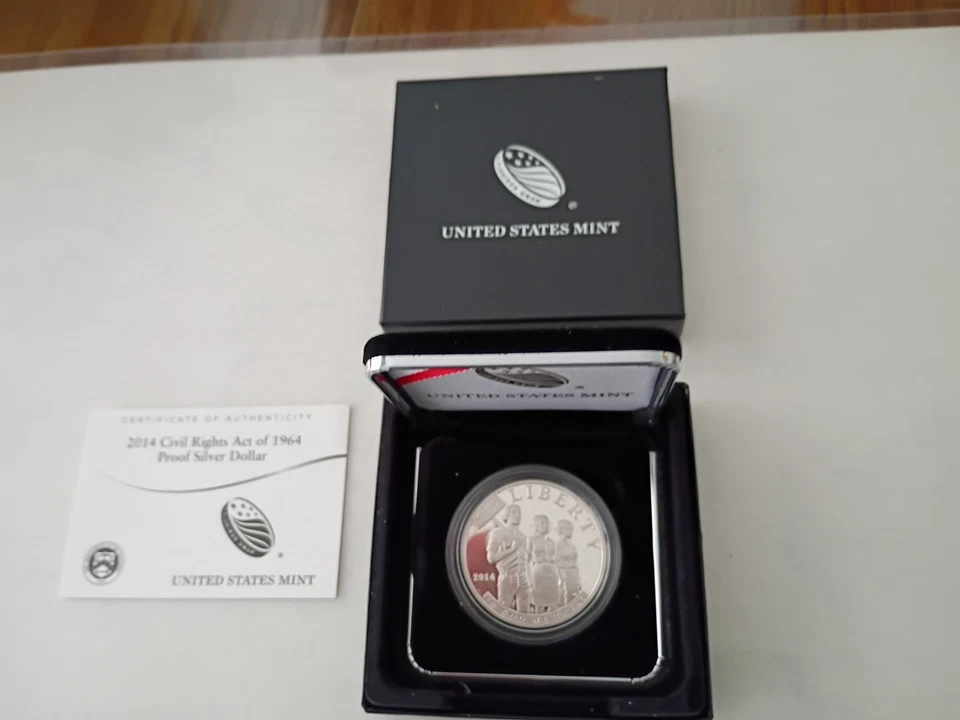 UNITED STATES MINT
UNITED STATES MINT
CERTIFICATE OF AUTHENTICITY
2014 Civil Rights Act of 1964
Proof Silver Dollar
UNITED STATES MINT
LIBERTY
2014